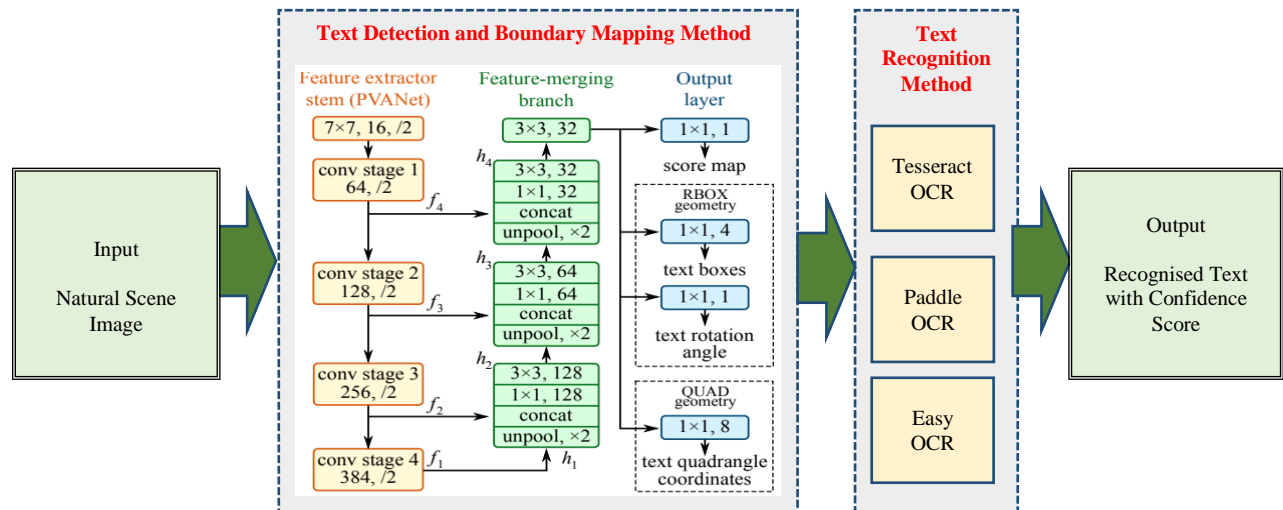 Input
Natural Scene
Image
Text Detection and Boundary Mapping Method
Feature extractor
stem (PVANet)
7×7, 16, /2
conv stage 1
64, /2
f4
conv stage 2
128, /2
f3
conv stage 3
256, /2
f2
conv stage 4
384, /2
f1
Feature-merging
branch
3×3, 32
h4
3×3, 32
1×1, 32
concat
unpool, ×2
h3
3×3, 64
1×1, 64
concat
unpool, ×2
h2
3×3, 128
1×1, 128
concat
unpool, ×2
h1
Output
layer
1×1, 1
score map
RBOX
geometry
1×1, 4
text boxes
1×1, 1
text rotation
angle
QUAD
geometry
1×1, 8
text quadrangle
coordinates
Text
Recognition
Method
Tesseract
OCR
Paddle
OCR
Easy
OCR
Output
Recognised Text
with Confidence
Score